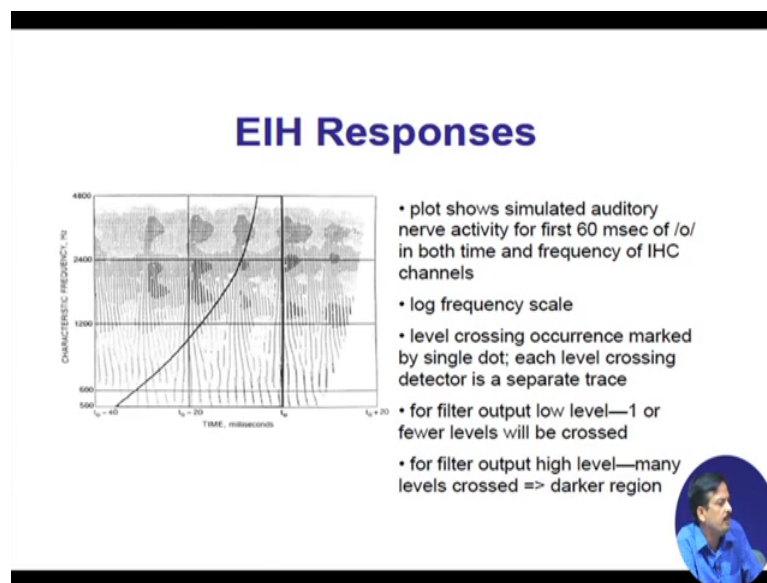 EIH Responses
4800
2400
1200
600
500
CHARACTERISTIC FREQUENCY, Hz
t₀ − 40
t₀ − 20
t₀
t₀ + 20
TIME, milliseconds
• plot shows simulated auditory
nerve activity for first 60 msec of /o/
in both time and frequency of IHC
channels
• log frequency scale
• level crossing occurrence marked
by single dot; each level crossing
detector is a separate trace
• for filter output low level—1 or
fewer levels will be crossed
• for filter output high level—many
levels crossed => darker region